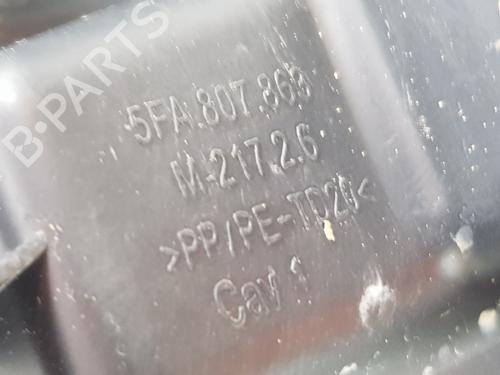 B-PARTS
5FA.807.863
M-217.2.6
>PP/PE-TD20<
Cav 1